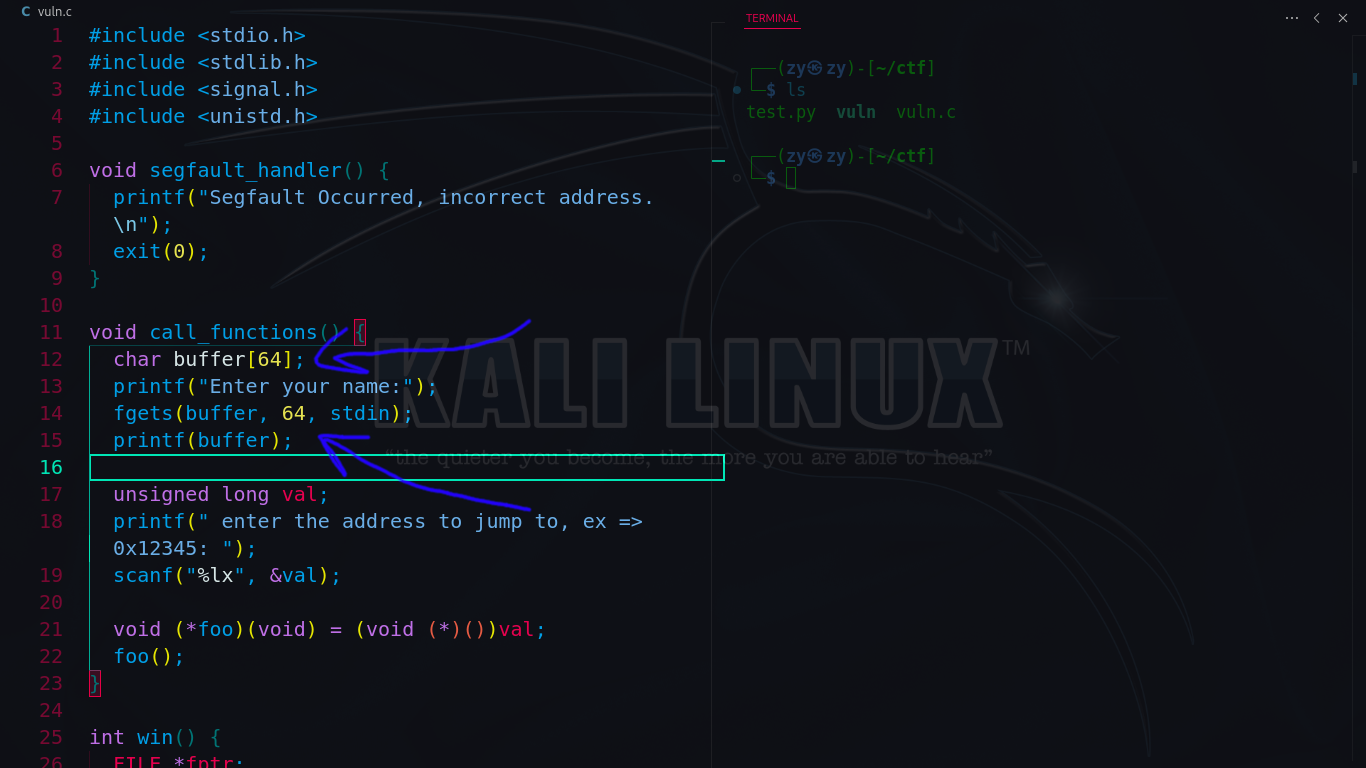 C vuln.c
1 #include <stdio.h>
2 #include <stdlib.h>
3 #include <signal.h>
4 #include <unistd.h>
5
6 void segfault_handler() {
7 printf("Segfault Occurred, incorrect address.
\n");
8 exit(0);
9 }
10
11 void call_functions() {
12 char buffer[64];
13 printf("Enter your name:");
14 fgets(buffer, 64, stdin);
15 printf(buffer);
16
17 unsigned long val;
18 printf(" enter the address to jump to, ex =>
0x12345: ");
19 scanf("%lx", &val);
20
21 void (*foo)(void) = (void (*)())val;
22 foo();
23 }
24
25 int win() {
26 FILE *fptr;
TERMINAL
┌──(zy㉿zy)-[~/ctf]
└─$ ls
test.py vuln vuln.c
┌──(zy㉿zy)-[~/ctf]
└─$
KALI LINUX™
"the quieter you become, the more you are able to hear"